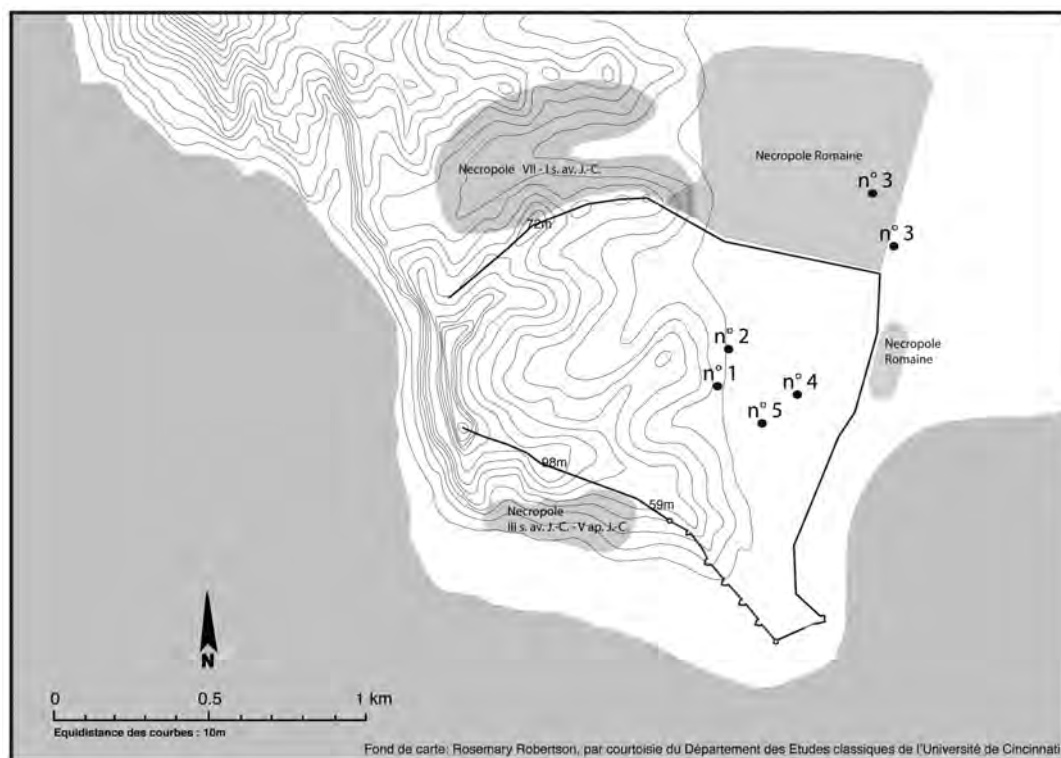 Necropole Romaine
n° 3
Necropole VII - I s. av. J.-C.
72m
n° 3
n° 2
Necropole
Romaine
n° 1
n° 4
n° 5
98m
59m
Necropole
III s. av. J.-C. - V ap. J.-C.
N
0 0.5 1 km
Equidistance des courbes : 10m
Fond de carte: Rosemary Robertson, par courtoisie du Département des Etudes classiques de l'Université de Cincinnati